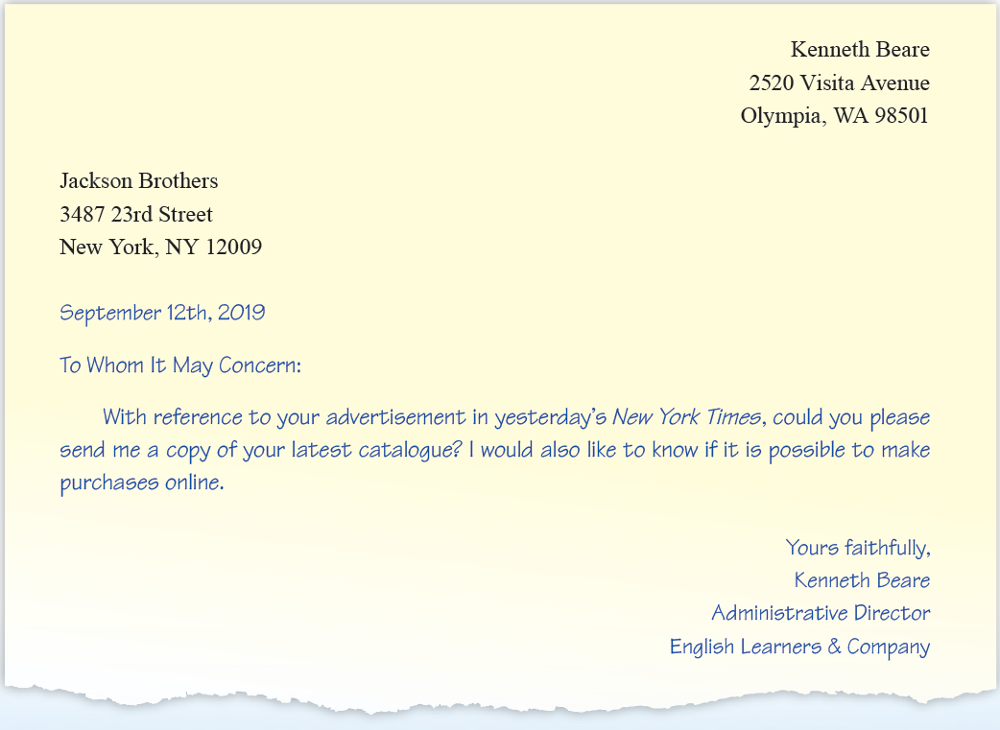 Kenneth Beare
2520 Visita Avenue
Olympia, WA 98501
Jackson Brothers
3487 23rd Street
New York, NY 12009
September 12th, 2019
To Whom It May Concern:
With reference to your advertisement in yesterday's New York Times, could you please
send me a copy of your latest catalogue? I would also like to know if it is possible to make
purchases online.
Yours faithfully,
Kenneth Beare
Administrative Director
English Learners & Company